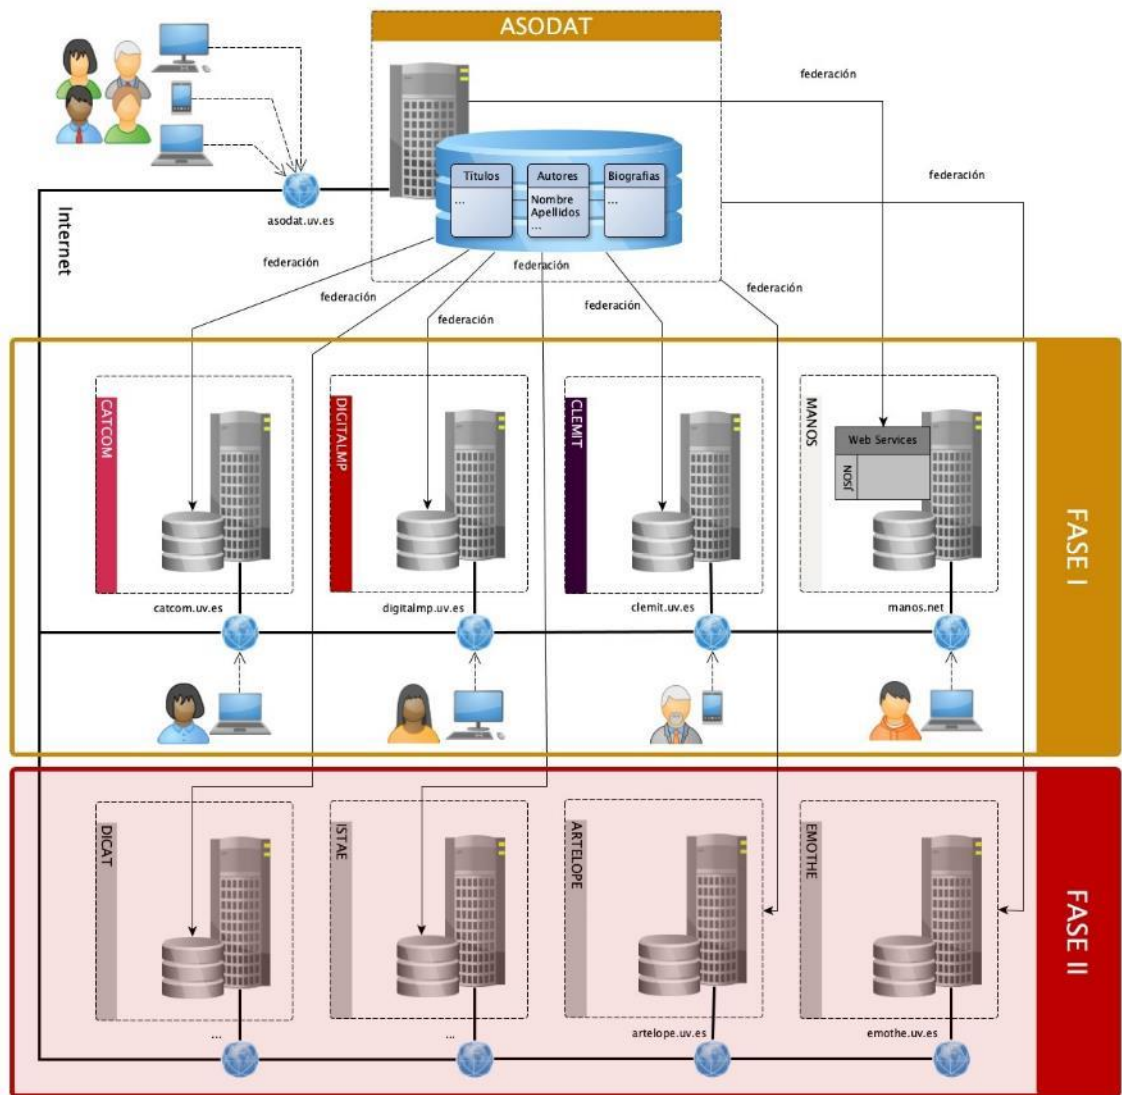 ASODAT
federación
Títulos
...
Autores
Nombre
Apellidos
...
Biografias
...
federación
asodat.uv.es
Internet
federación
federación
federación
federación
federación
federación
CATCOM
DIGITALMP
CLEMIT
MANOS
Web Services
JSON
FASE I
catcom.uv.es
digitalmp.uv.es
clemit.uv.es
manos.net
DICAT
ISTAE
ARTELOPE
EMOTHE
FASE II
...
...
artelope.uv.es
emothe.uv.es